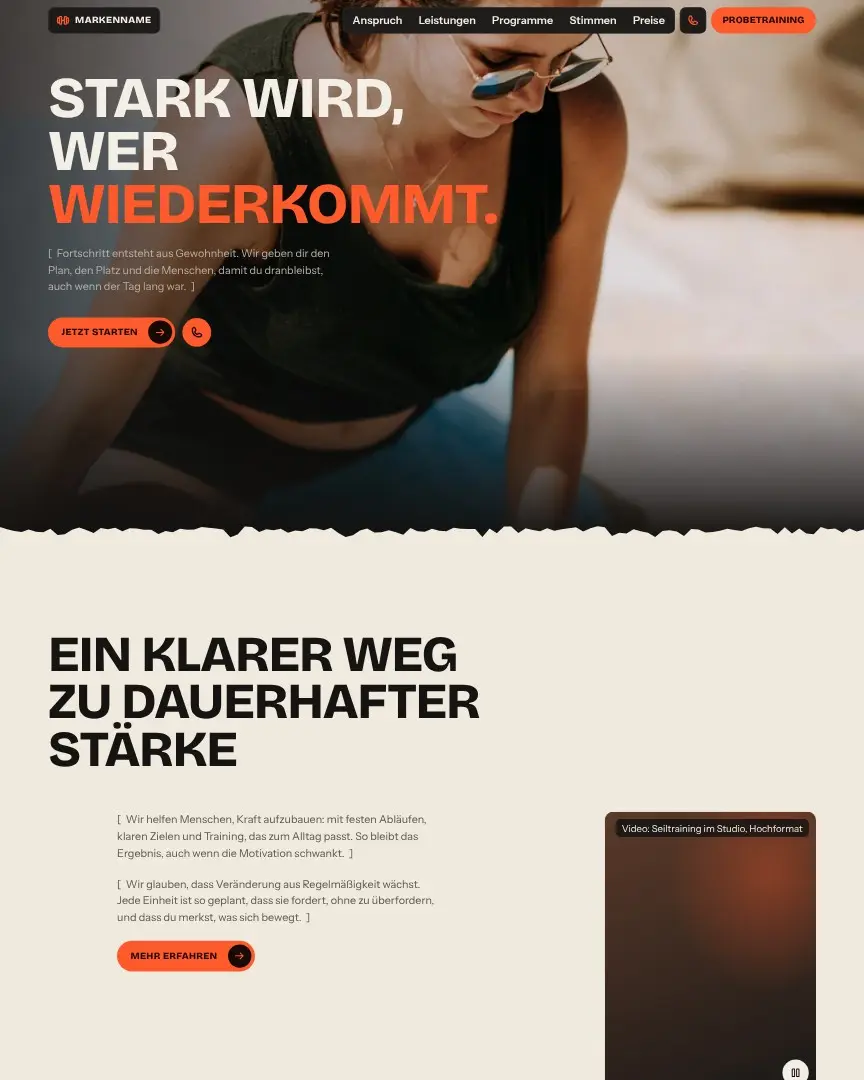 MARKENNAME
Anspruch Leistungen Programme Stimmen Preise
PROBETRAINING
STARK WIRD,
WER
WIEDERKOMMT.
[ Fortschritt entsteht aus Gewohnheit. Wir geben dir den
Plan, den Platz und die Menschen, damit du dranbleibst,
auch wenn der Tag lang war. ]
JETZT STARTEN
EIN KLARER WEG
ZU DAUERHAFTER
STÄRKE
[ Wir helfen Menschen, Kraft aufzubauen: mit festen Abläufen,
klaren Zielen und Training, das zum Alltag passt. So bleibt das
Ergebnis, auch wenn die Motivation schwankt. ]
[ Wir glauben, dass Veränderung aus Regelmäßigkeit wächst.
Jede Einheit ist so geplant, dass sie fordert, ohne zu überfordern,
und dass du merkst, was sich bewegt. ]
MEHR ERFAHREN
Video: Seiltraining im Studio, Hochformat